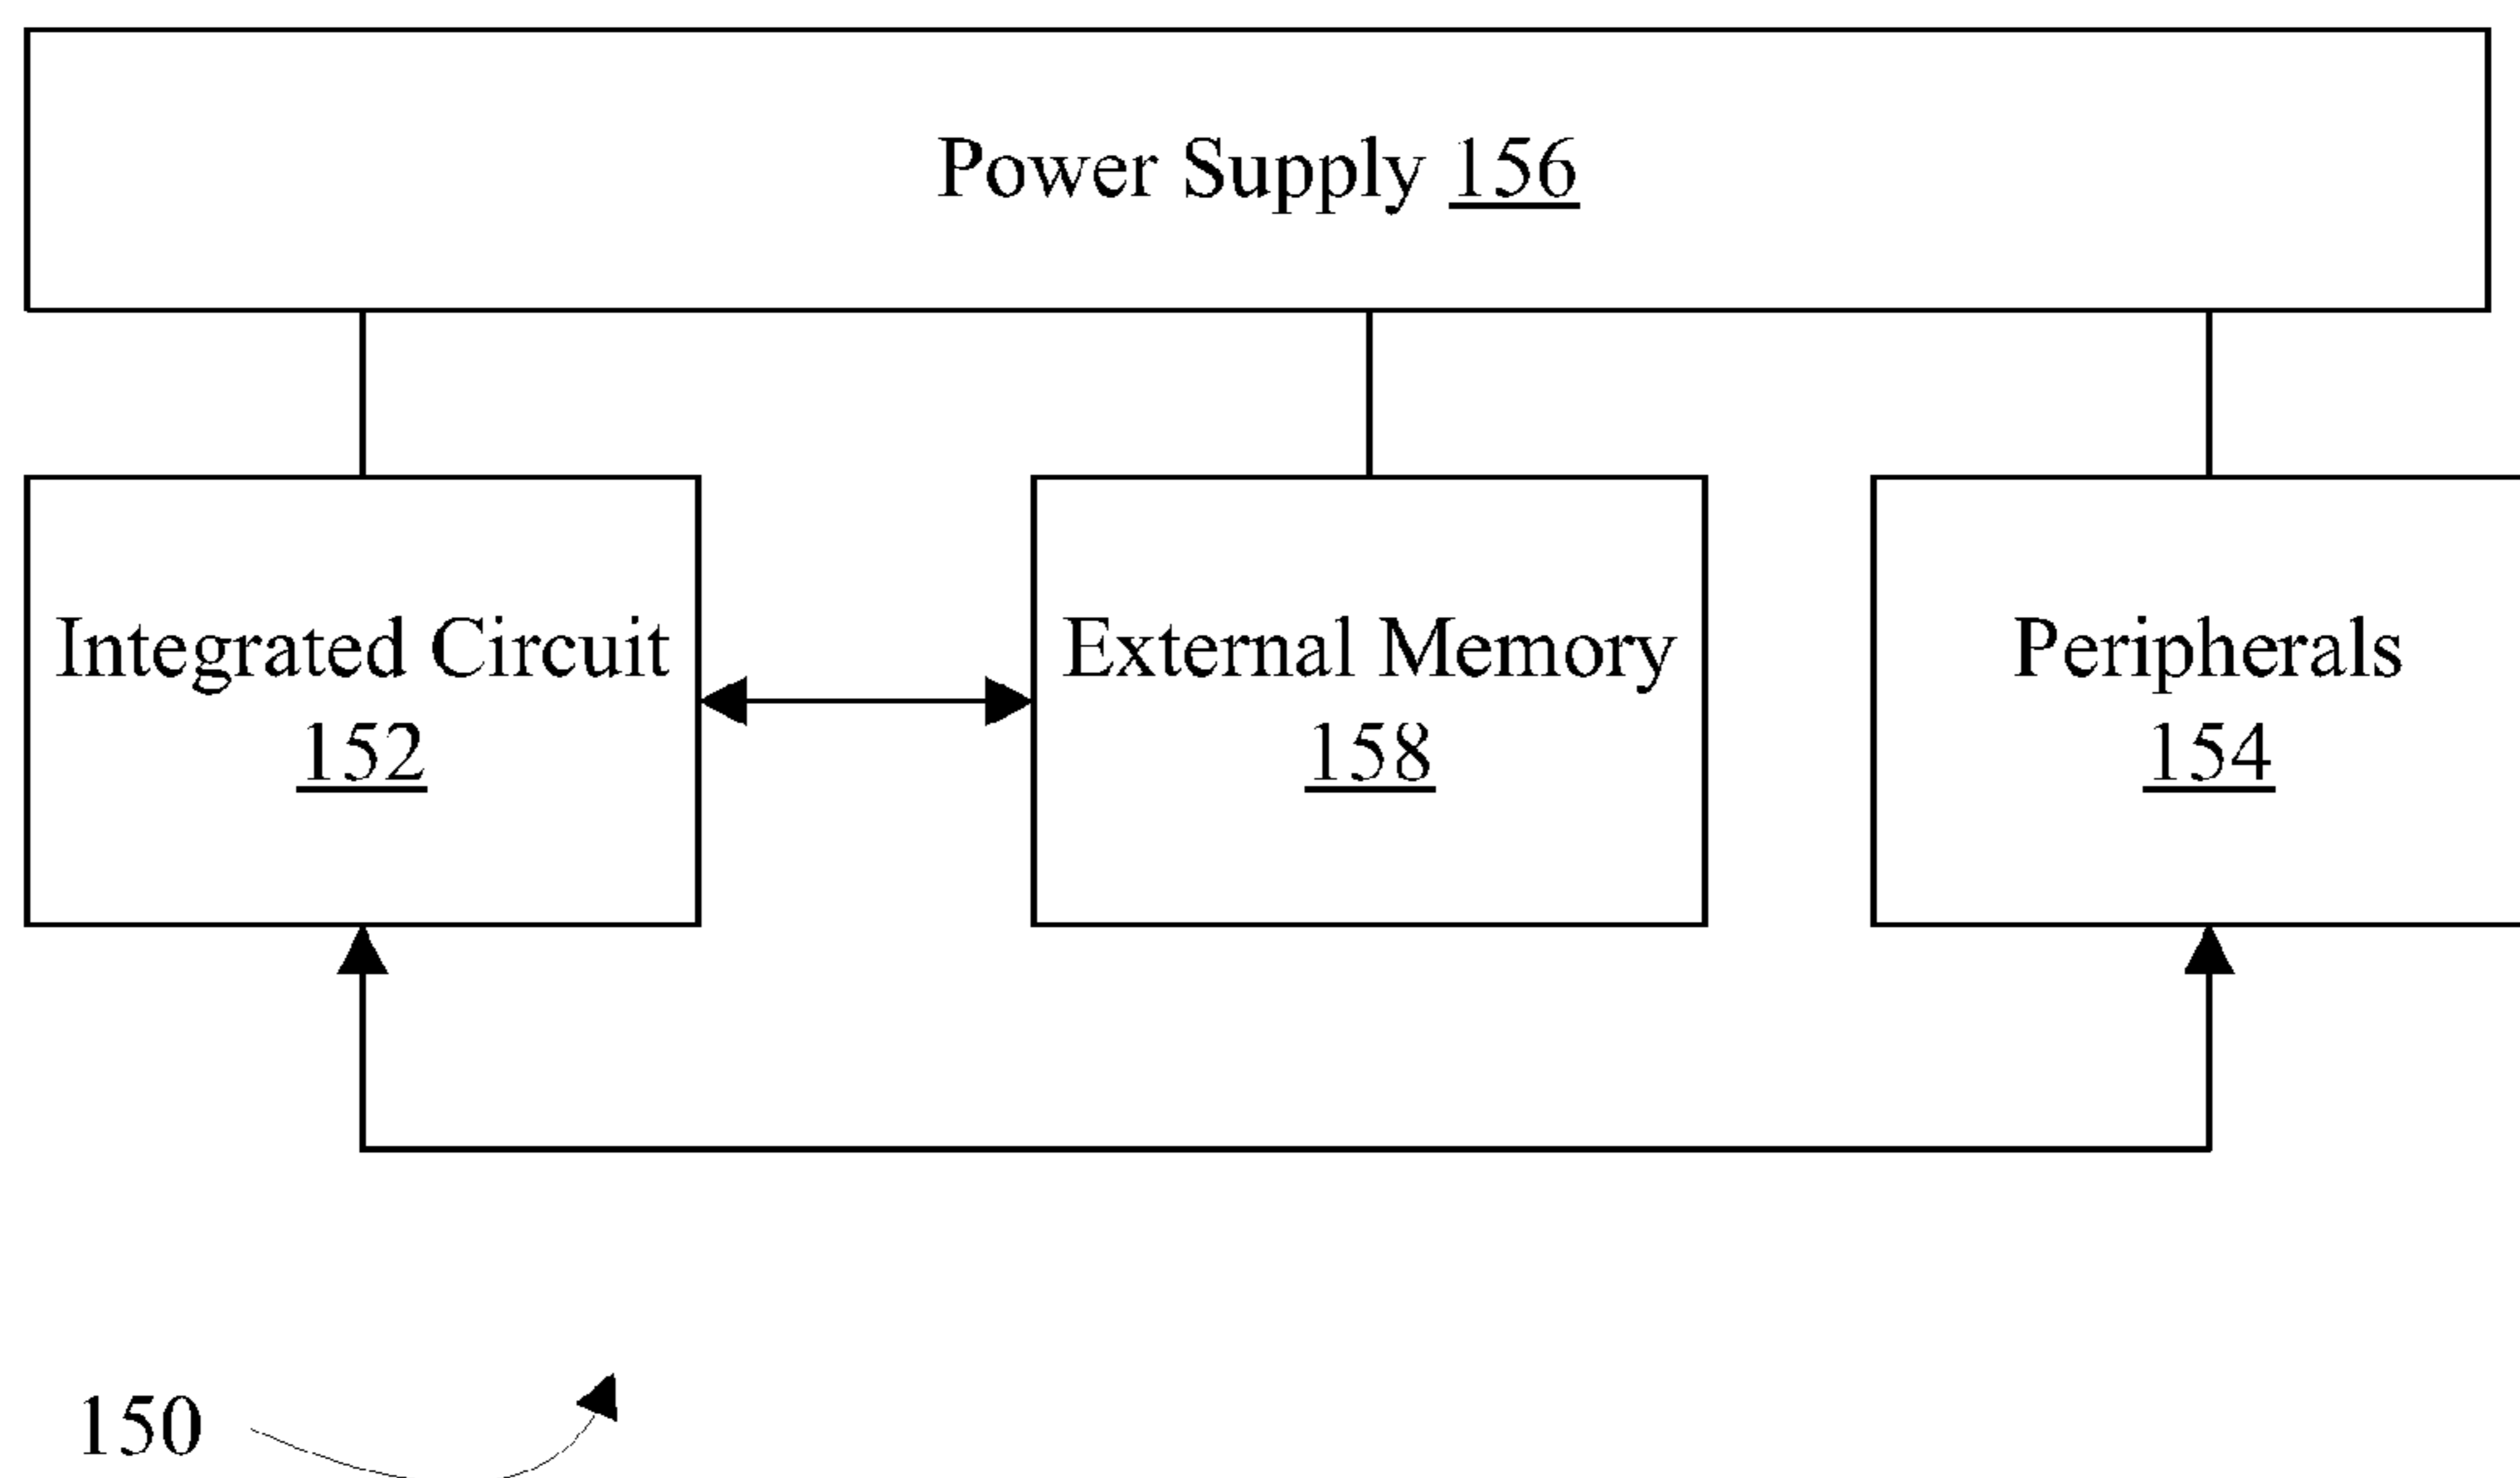 Power Supply 156
Integrated Circuit
152
External Memory
158
Peripherals
154
150